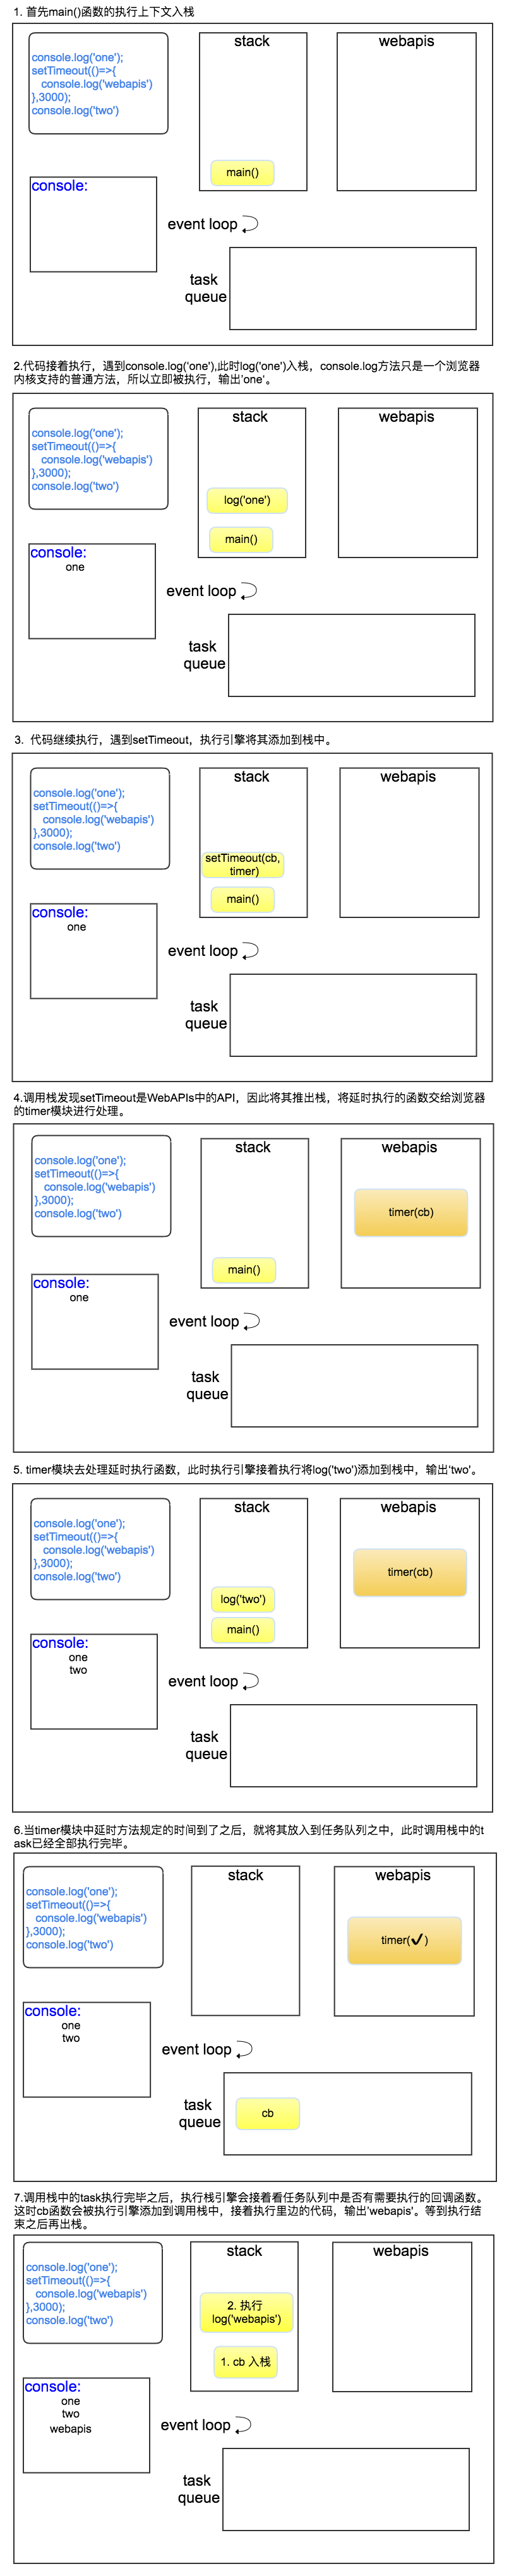 1. 首先main()函数的执行上下文入栈
console.log('one');
setTimeout(()=>{
console.log('webapis')
},3000);
console.log('two')
stack
main()
webapis
console:
event loop
task
queue
2.代码接着执行，遇到console.log('one'),此时log('one')入栈，console.log方法只是一个浏览器
内核支持的普通方法，所以立即被执行，输出'one'。
console.log('one');
setTimeout(()=>{
console.log('webapis')
},3000);
console.log('two')
stack
log('one')
main()
webapis
console:
one
event loop
task
queue
3. 代码继续执行，遇到setTimeout，执行引擎将其添加到栈中。
console.log('one');
setTimeout(()=>{
console.log('webapis')
},3000);
console.log('two')
stack
setTimeout(cb,
timer)
main()
webapis
console:
one
event loop
task
queue
4.调用栈发现setTimeout是WebAPIs中的API，因此将其推出栈，将延时执行的函数交给浏览器
的timer模块进行处理。
console.log('one');
setTimeout(()=>{
console.log('webapis')
},3000);
console.log('two')
stack
main()
webapis
timer(cb)
console:
one
event loop
task
queue
5. timer模块去处理延时执行函数，此时执行引擎接着执行将log('two')添加到栈中，输出'two'。
console.log('one');
setTimeout(()=>{
console.log('webapis')
},3000);
console.log('two')
stack
log('two')
main()
webapis
timer(cb)
console:
one
two
event loop
task
queue
6.当timer模块中延时方法规定的时间到了之后，就将其放入到任务队列之中，此时调用栈中的t
ask已经全部执行完毕。
console.log('one');
setTimeout(()=>{
console.log('webapis')
},3000);
console.log('two')
stack
webapis
timer(✔)
console:
one
two
event loop
task
queue
cb
7.调用栈中的task执行完毕之后，执行栈引擎会接着看任务队列中是否有需要执行的回调函数。
这时cb函数会被执行引擎添加到调用栈中，接着执行里边的代码，输出'webapis'。等到执行结
束之后再出栈。
console.log('one');
setTimeout(()=>{
console.log('webapis')
},3000);
console.log('two')
stack
2. 执行
log('webapis')
1. cb 入栈
webapis
console:
one
two
webapis
event loop
task
queue